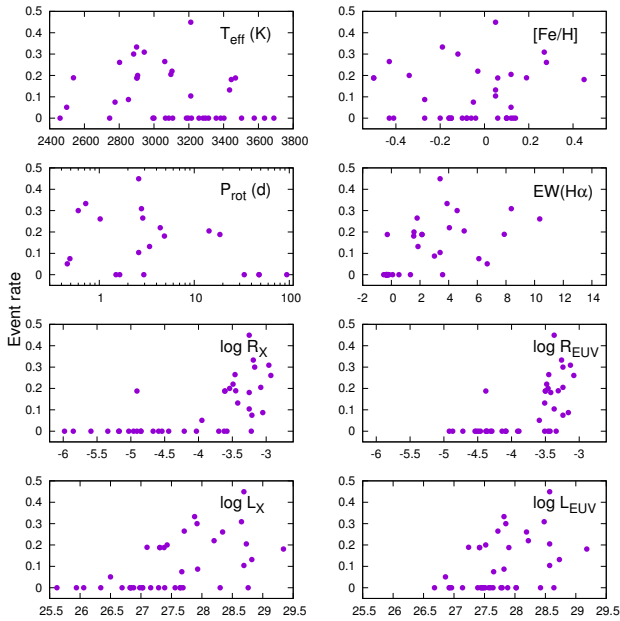 0.5 0.4 0.3 0.2 0.1 0
T_eff (K)
2400 2600 2800 3000 3200 3400 3600 3800
0.5 0.4 0.3 0.2 0.1 0
[Fe/H]
-0.4 -0.2 0 0.2 0.4
0.5 0.4 0.3 0.2 0.1 0
P_rot (d)
1 10 100
0.5 0.4 0.3 0.2 0.1 0
EW(Hα)
-2 0 2 4 6 8 10 12 14
Event rate
0.5 0.4 0.3 0.2 0.1 0
log R_X
-6 -5.5 -5 -4.5 -4 -3.5 -3
0.5 0.4 0.3 0.2 0.1 0
log R_EUV
-6 -5.5 -5 -4.5 -4 -3.5 -3
0.5 0.4 0.3 0.2 0.1 0
log L_X
25.5 26 26.5 27 27.5 28 28.5 29 29.5
0.5 0.4 0.3 0.2 0.1 0
log L_EUV
25.5 26 26.5 27 27.5 28 28.5 29 29.5